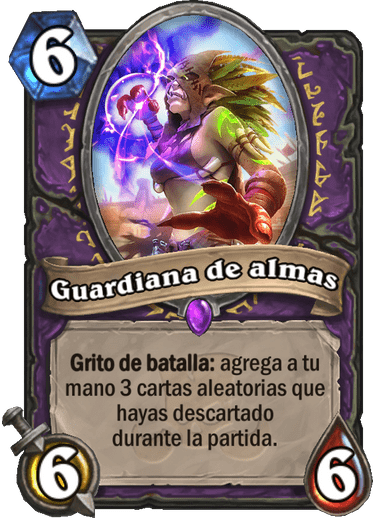 6
Guardiana de almas
Grito de batalla: agrega a tu
mano 3 cartas aleatorias que
hayas descartado
durante la partida.
6
6